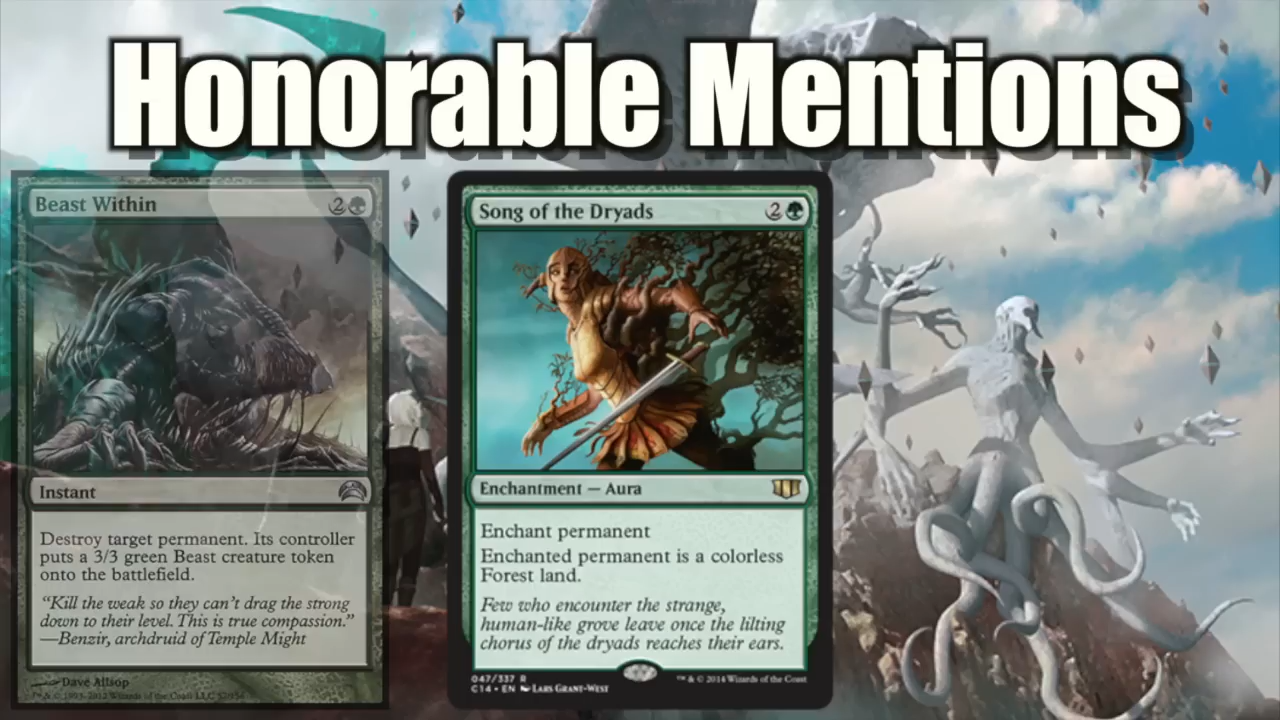 Honorable Mentions
Beast Within
2
Instant
Destroy target permanent. Its controller
puts a 3/3 green Beast creature token
onto the battlefield.
“Kill the weak so they can’t drag the strong
down to their level. This is true compassion.”
—Benzir, archdruid of Temple Might
Dave Allsop
Song of the Dryads
2
Enchantment — Aura
Enchant permanent
Enchanted permanent is a colorless
Forest land.
Few who encounter the strange,
human-like grove leave once the lilting
chorus of the dryads reaches their ears.
047/337 R
C14 • EN Lars Grant-West
™ & © 2014 Wizards of the Coast